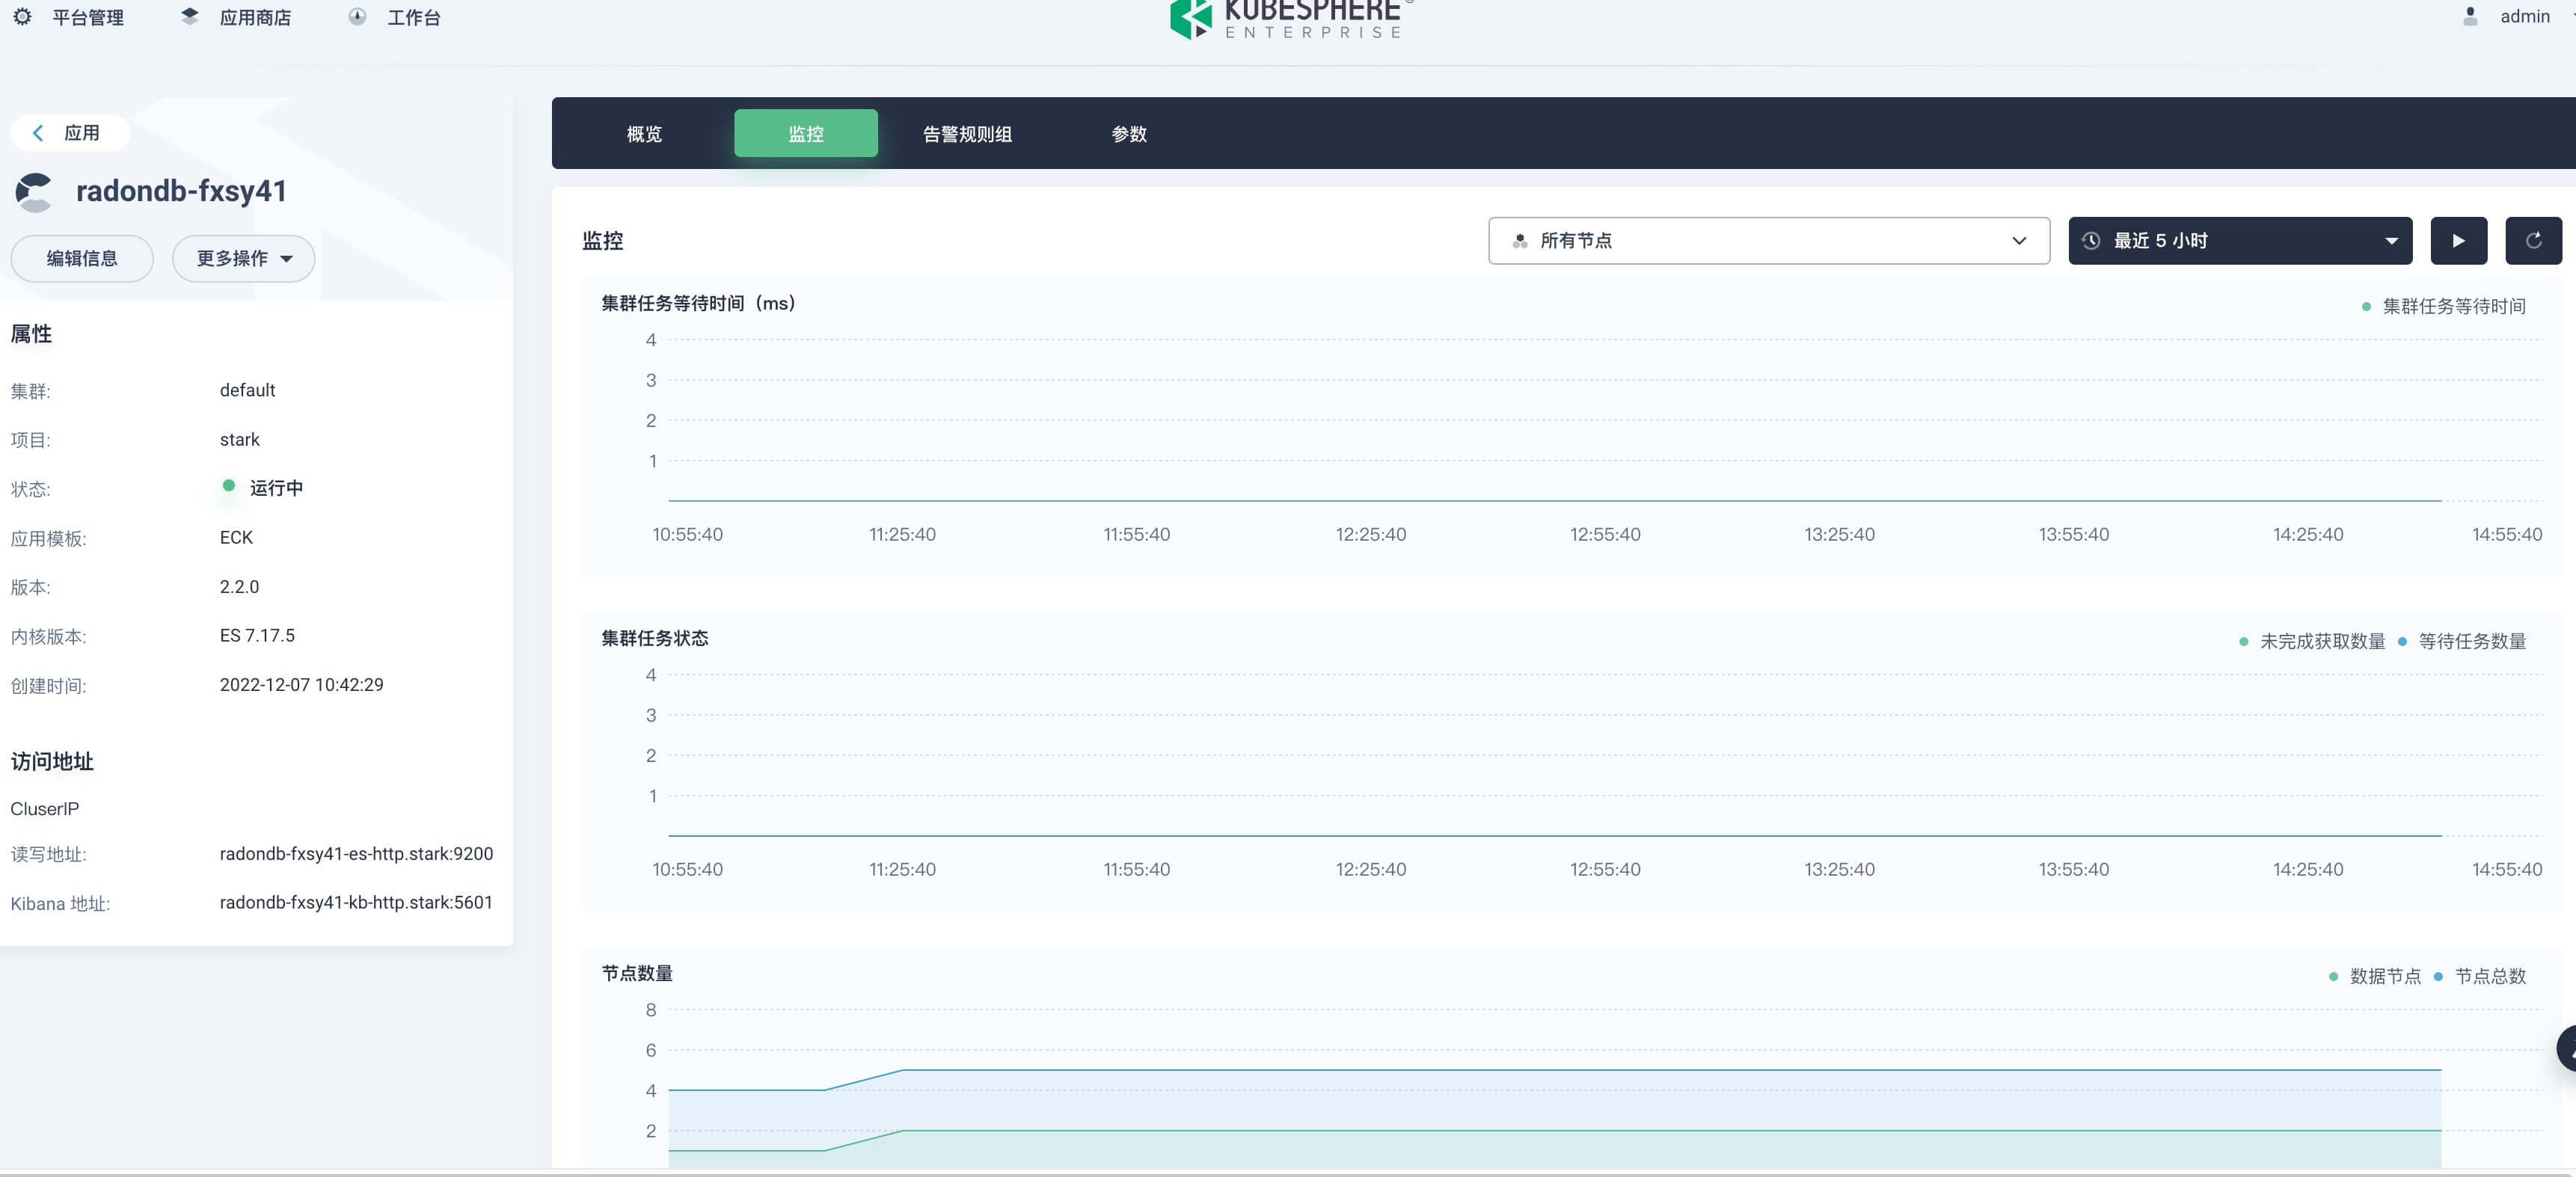 平台管理 应用商店 工作台
KUBESPHERE
ENTERPRISE
admin
应用
radondb-fxsy41
编辑信息 更多操作
属性
集群: default
项目: stark
状态: 运行中
应用模板: ECK
版本: 2.2.0
内核版本: ES 7.17.5
创建时间: 2022-12-07 10:42:29
访问地址
CluserIP
读写地址: radondb-fxsy41-es-http.stark:9200
Kibana 地址: radondb-fxsy41-kb-http.stark:5601
概览 监控 告警规则组 参数
监控 所有节点 最近 5 小时
集群任务等待时间（ms） 集群任务等待时间
4
3
2
1
10:55:40 11:25:40 11:55:40 12:25:40 12:55:40 13:25:40 13:55:40 14:25:40 14:55:40
集群任务状态 未完成获取数量 等待任务数量
4
3
2
1
10:55:40 11:25:40 11:55:40 12:25:40 12:55:40 13:25:40 13:55:40 14:25:40 14:55:40
节点数量 数据节点 节点总数
8
6
4
2